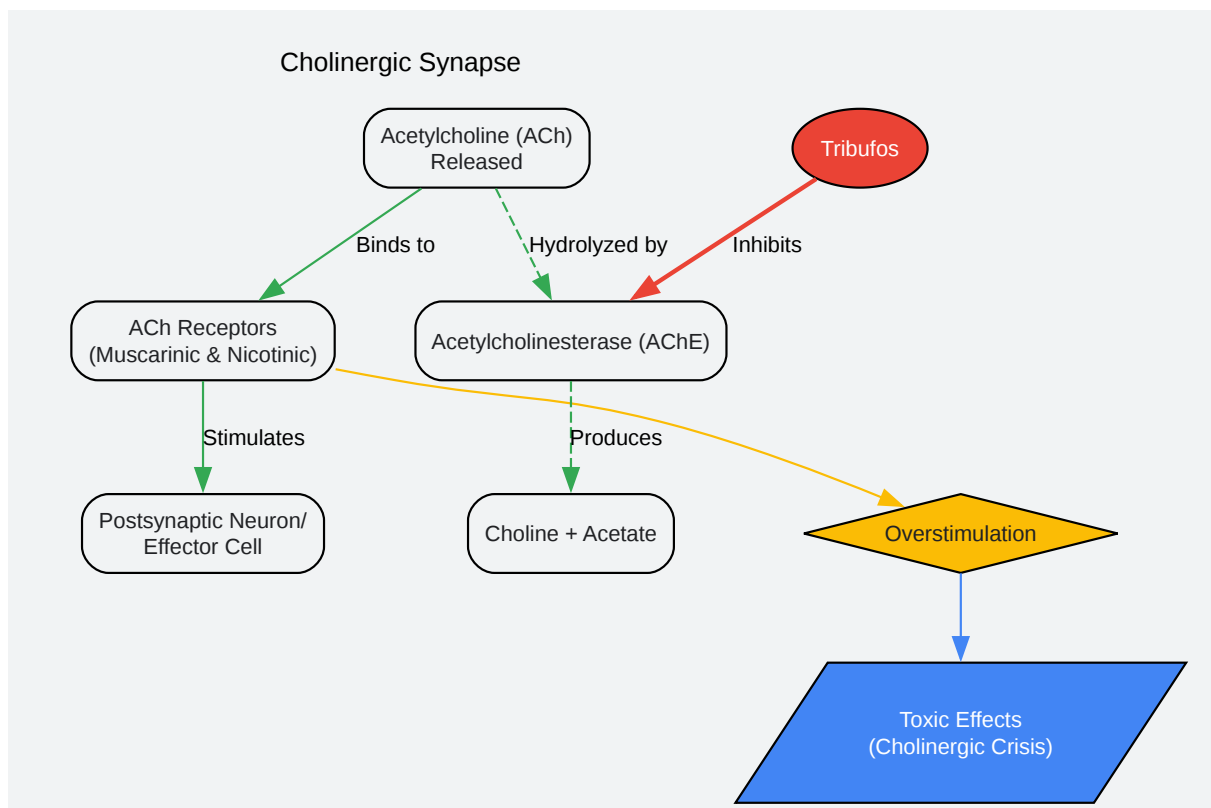 Cholinergic Synapse
Acetylcholine (ACh)
Released
Tribufos
Binds to
Hydrolyzed by
Inhibits
ACh Receptors
(Muscarinic & Nicotinic)
Acetylcholinesterase (AChE)
Stimulates
Produces
Postsynaptic Neuron/
Effector Cell
Choline + Acetate
Overstimulation
Toxic Effects
(Cholinergic Crisis)